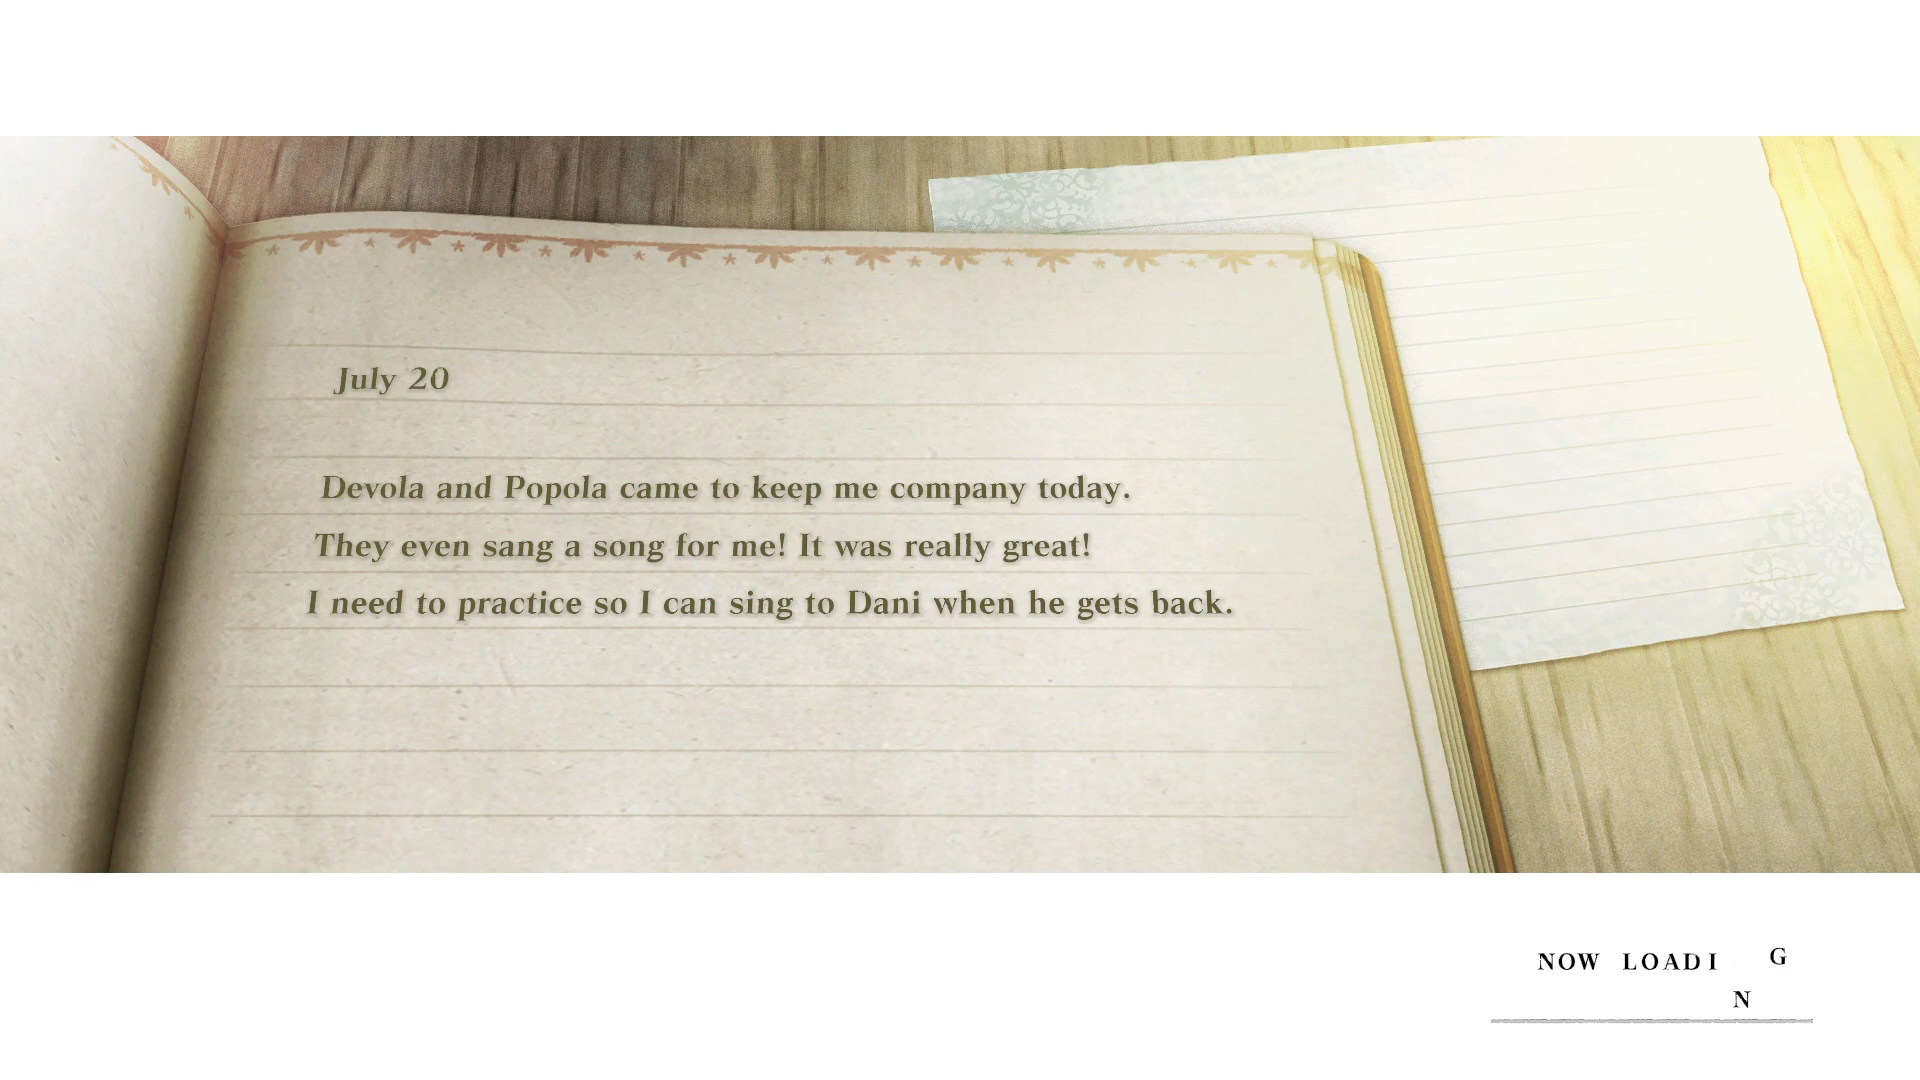 July 20
Devola and Popola came to keep me company today.
They even sang a song for me! It was really great!
I need to practice so I can sing to Dani when he gets back.
NOW LOADING